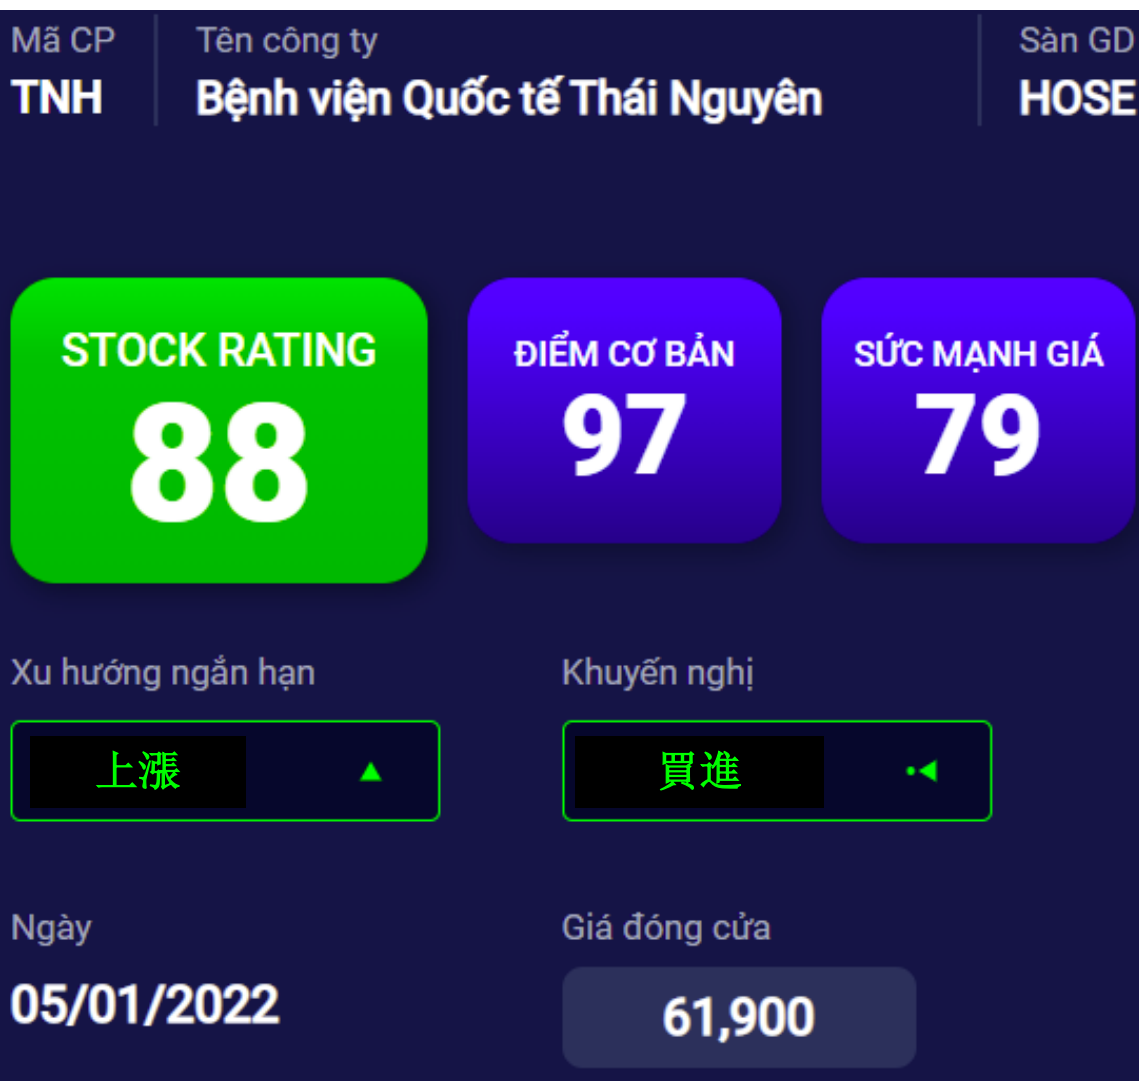 Mã CP Tên công ty Sàn GD
TNH Bệnh viện Quốc tế Thái Nguyên HOSE
STOCK RATING ĐIỂM CƠ BẢN SỨC MẠNH GIÁ
88 97 79
Xu hướng ngắn hạn Khuyến nghị
上漲 買進
Ngày Giá đóng cửa
05/01/2022 61,900